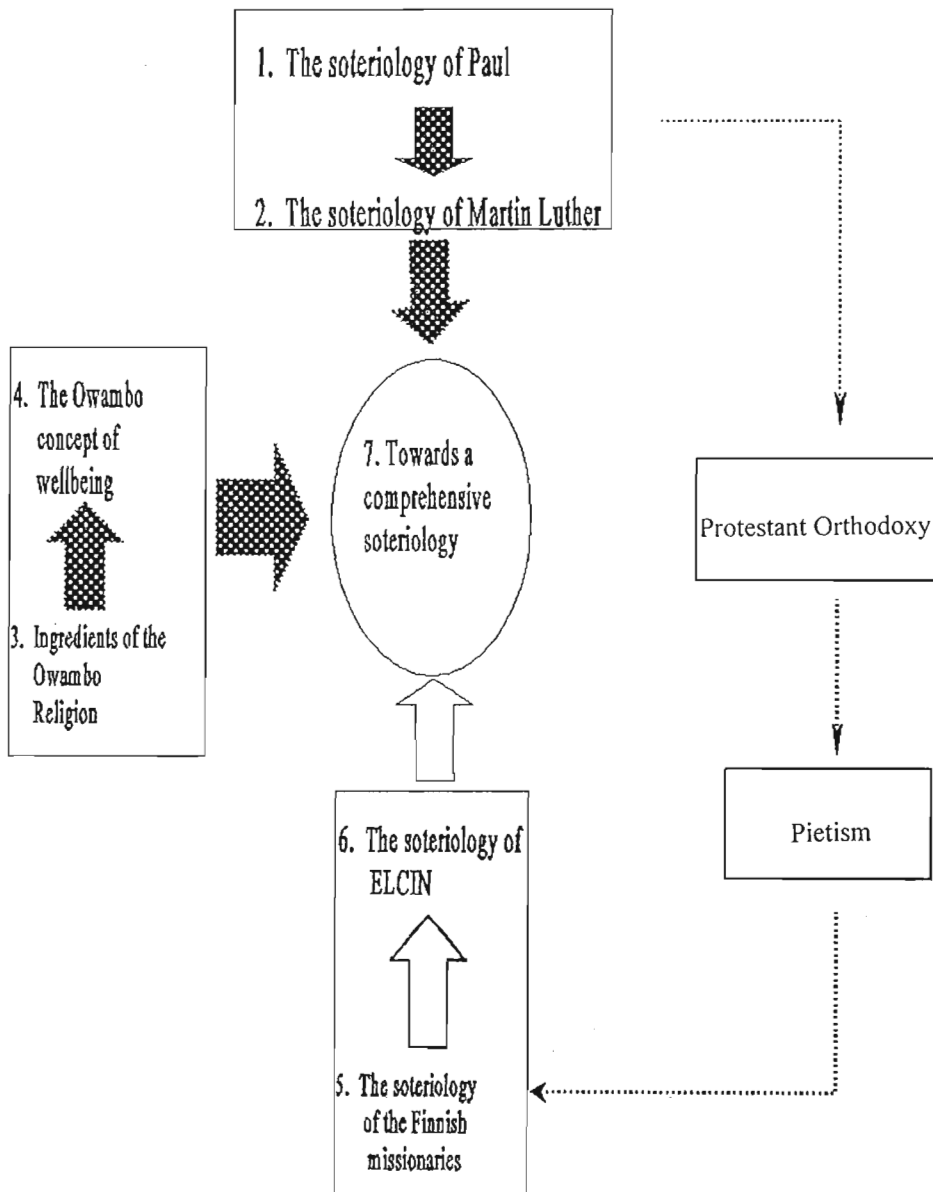 1. The soteriology of Paul
2. The soteriology of Martin Luther
4. The Owambo
concept of
wellbeing
3. Ingredients of the
Owambo
Religion
7. Towards a
comprehensive
soteriology
Protestant Orthodoxy
Pietism
6. The soteriology of
ELCIN
5. The soteriology
of the Finnish
missionaries